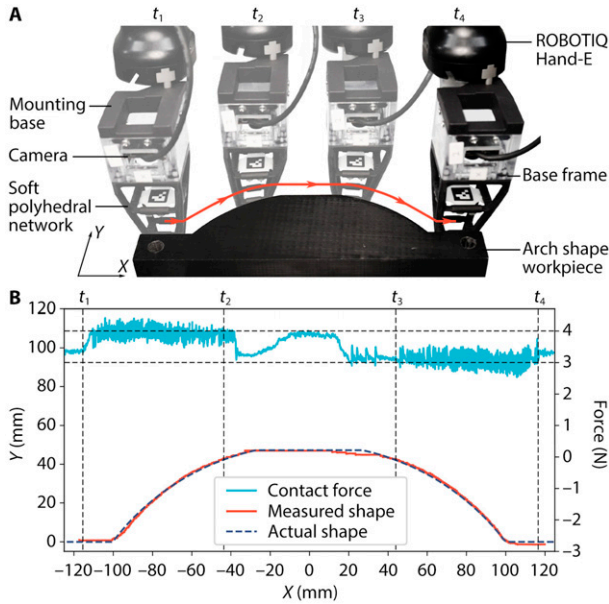 A
t1 t2 t3 t4
ROBOTIQ
Hand-E
Mounting
base
Camera
Soft
polyhedral
network
Base frame
Y
X
Arch shape
workpiece
B
t1 t2 t3 t4
120
100
80
60
40
20
0
Y (mm)
4
3
2
1
0
−1
−2
−3
Force (N)
Contact force
Measured shape
Actual shape
−120 −100 −80 −60 −40 −20 0 20 40 60 80 100 120
X (mm)